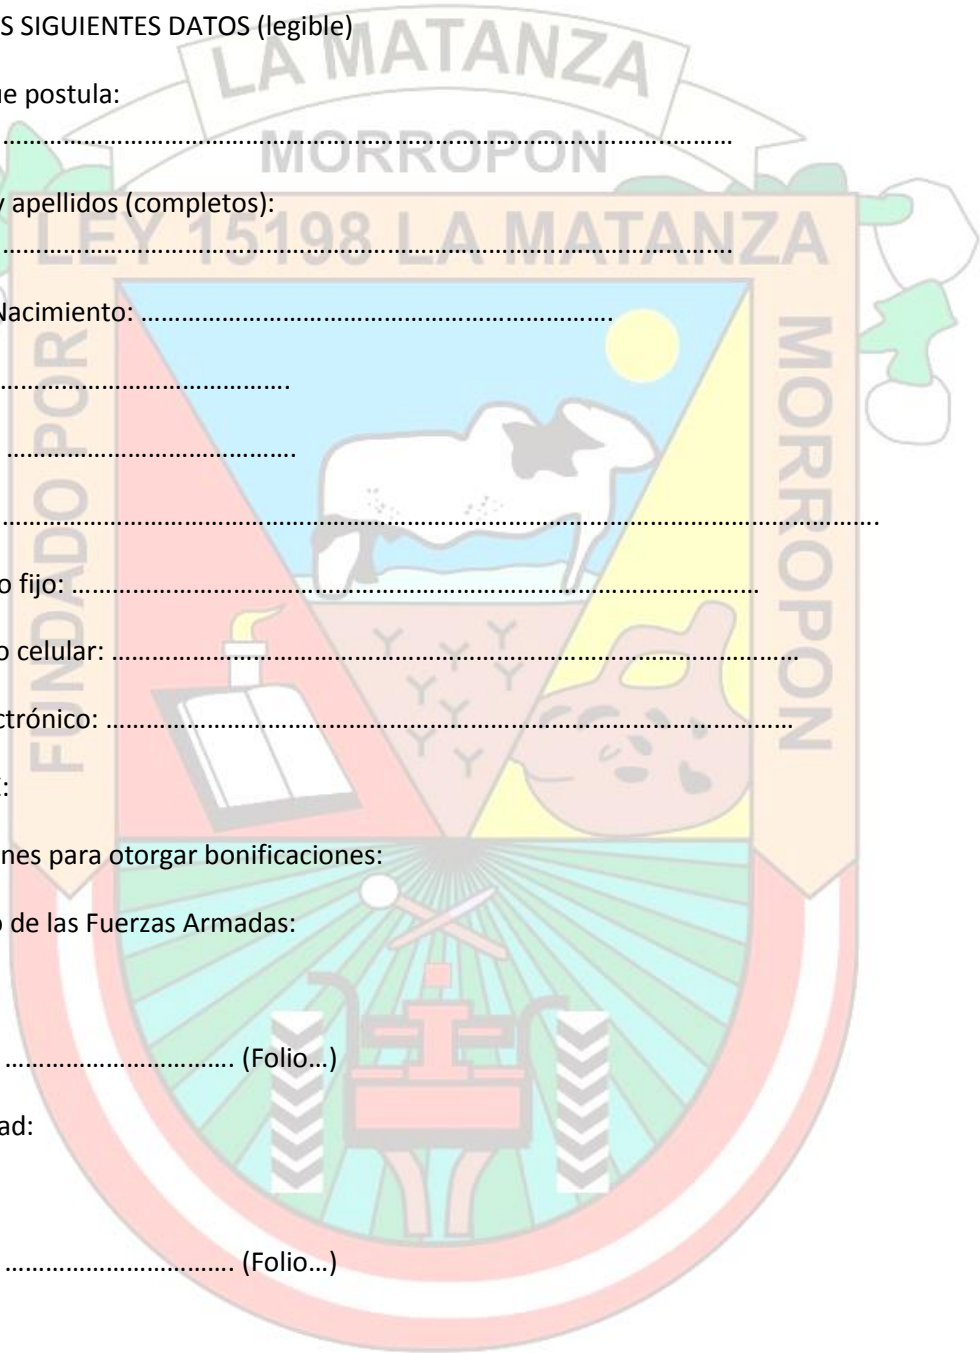 S SIGUIENTES DATOS (legible)
LA MATANZA
ue postula:
……………………………………………………………………………………………
MORROPON
y apellidos (completos):
……………………………………………………………………………………………
LEY 15198 LA MATANZA
Nacimiento: …………………………………………………………….
…………………………………….
…………………………………….
………………………………………………………………………………………………………………….
o fijo: …………………………………………………………………………………………
o celular: …………………………………………………………………………………………
ctrónico: …………………………………………………………………………………………
FUNDADO POR
MORROPON
:
nes para otorgar bonificaciones:
o de las Fuerzas Armadas:
……………………………. (Folio…)
ad:
……………………………. (Folio…)